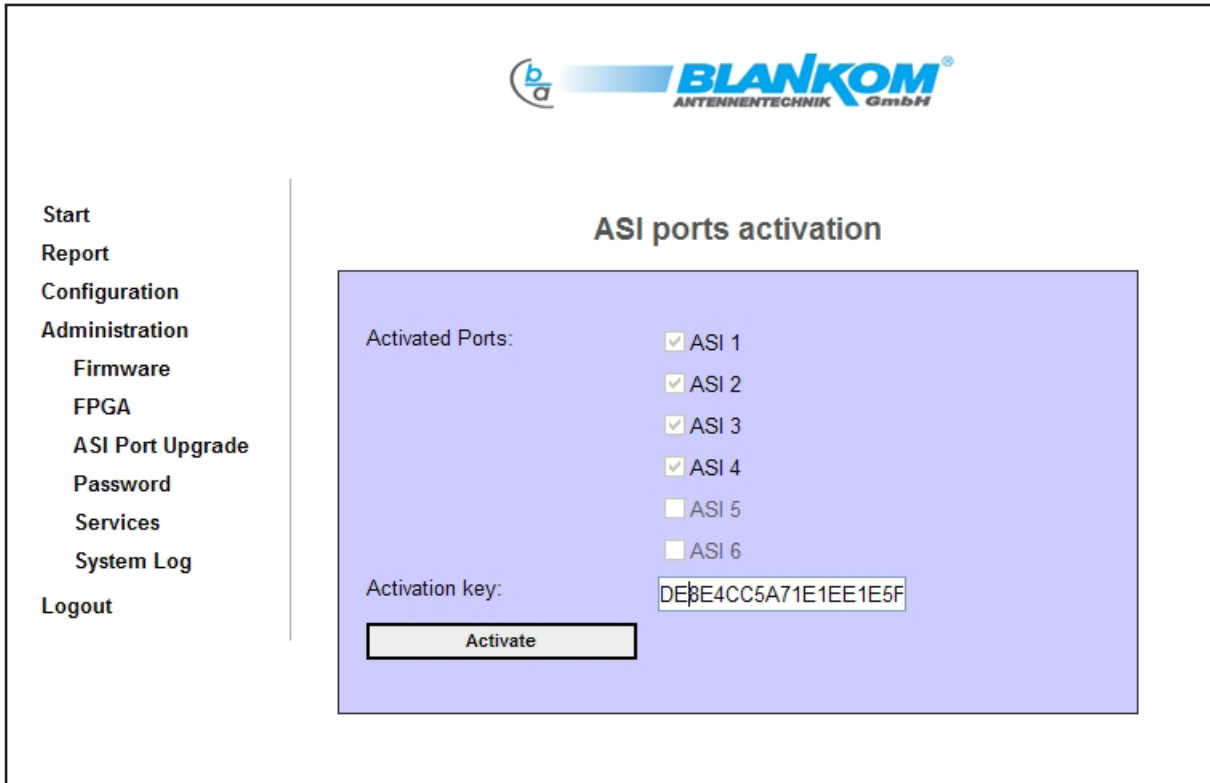 b
a
BLANKOM®
ANTENNENTECHNIK GmbH
Start
Report
Configuration
Administration
Firmware
FPGA
ASI Port Upgrade
Password
Services
System Log
Logout
ASI ports activation
Activated Ports:
ASI 1
ASI 2
ASI 3
ASI 4
ASI 5
ASI 6
Activation key:
DE8E4CC5A71E1EE1E5F
Activate